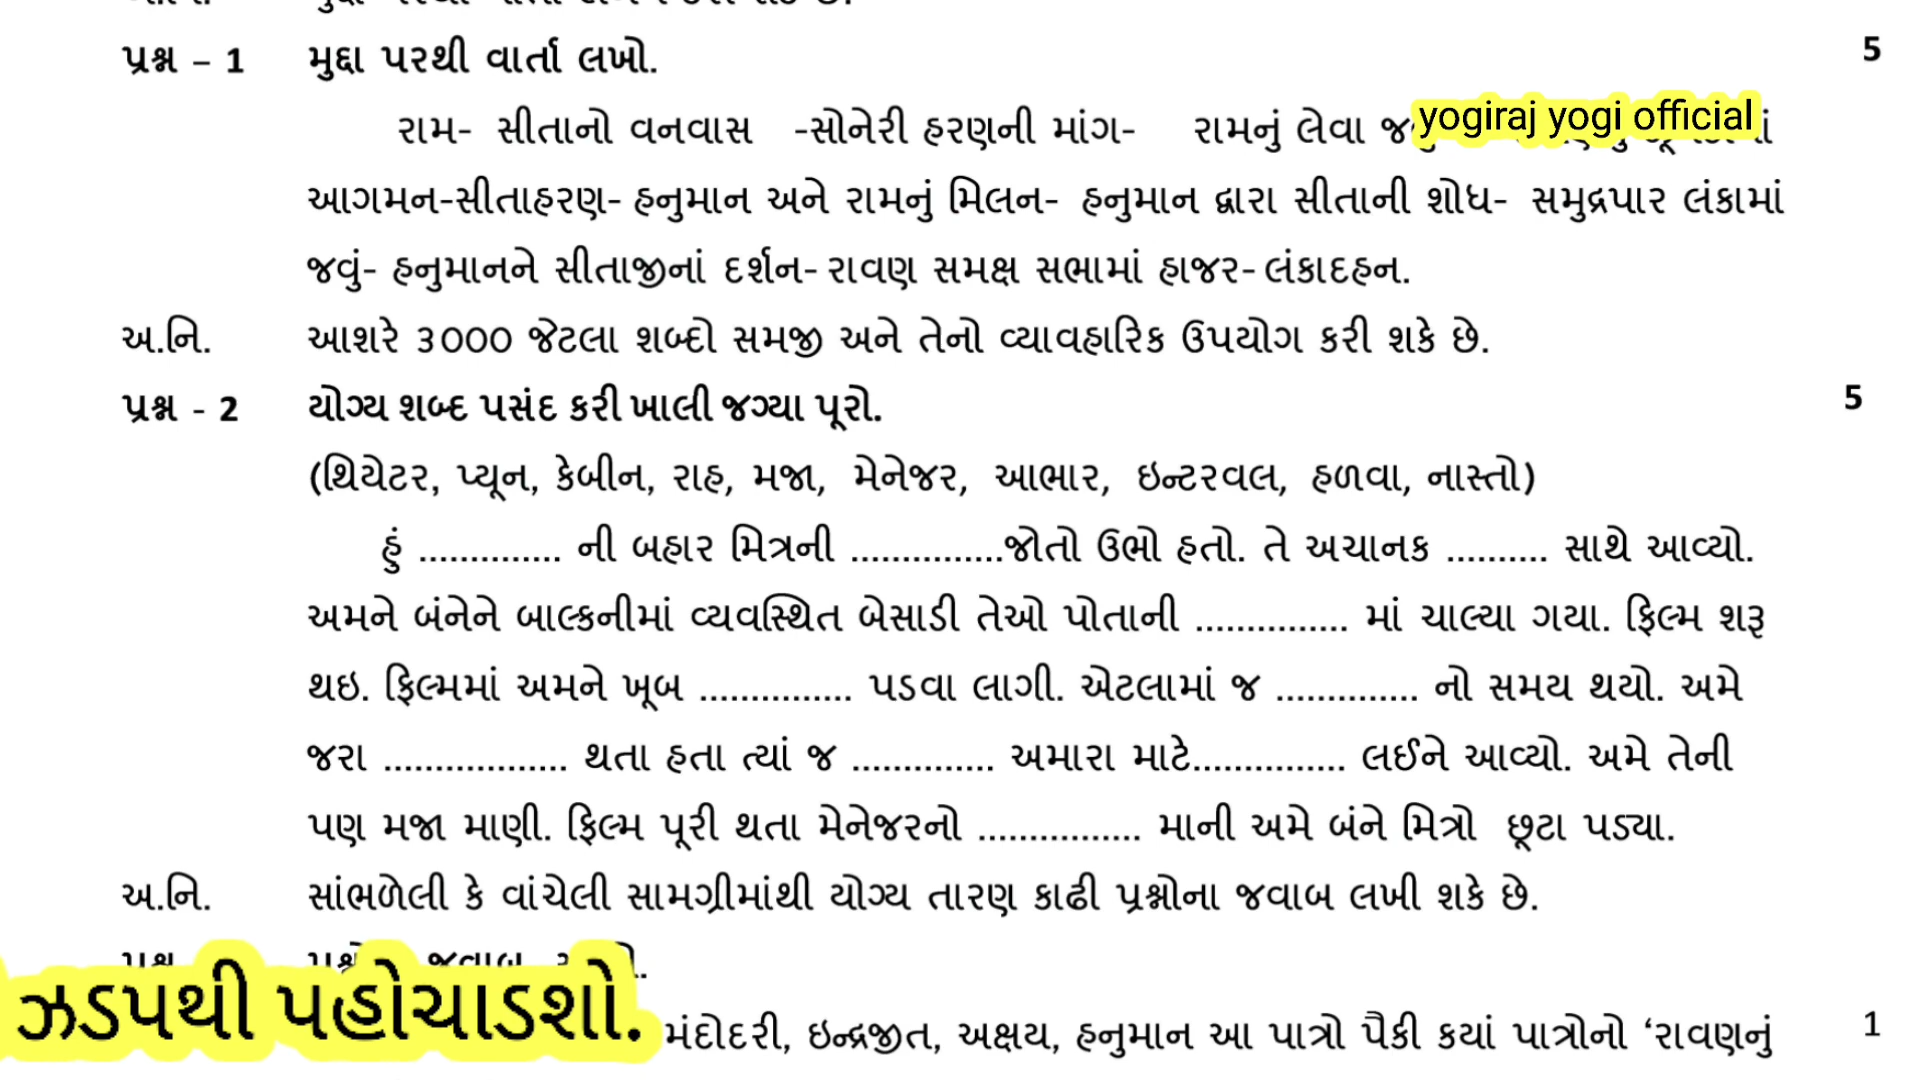 પ્રશ્ન – 1 મુદ્દા પરથી વાર્તા લખો. 5
રામ- સીતાનો વનવાસ -સોનેરી હરણની માંગ- રામનું લેવા yogiraj yogi official
આગમન-સીતાહરણ- હનુમાન અને રામનું મિલન- હનુમાન દ્વારા સીતાની શોધ- સમુદ્રપાર લંકામાં
જવું- હનુમાનને સીતાજીનાં દર્શન- રાવણ સમક્ષ સભામાં હાજર- લંકાદહન.
અ.નિ. આશરે 3000 જેટલા શબ્દો સમજી અને તેનો વ્યાવહારિક ઉપયોગ કરી શકે છે.
પ્રશ્ન - 2 યોગ્ય શબ્દ પસંદ કરી ખાલી જગ્યા પૂરો. 5
(થિયેટર, પ્યૂન, કેબીન, રાહ, મજા, મેનેજર, આભાર, ઇન્ટરવલ, હળવા, નાસ્તો)
હું .............. ની બહાર મિત્રની ...............જોતો ઉભો હતો. તે અચાનક .......... સાથે આવ્યો.
અમને બંનેને બાલ્કનીમાં વ્યવસ્થિત બેસાડી તેઓ પોતાની ............... માં ચાલ્યા ગયા. ફિલ્મ શરૂ
થઇ. ફિલ્મમાં અમને ખૂબ ............... પડવા લાગી. એટલામાં જ .............. નો સમય થયો. અમે
જરા .................. થતા હતા ત્યાં જ .............. અમારા માટે............... લઈને આવ્યો. અમે તેની
પણ મજા માણી. ફિલ્મ પૂરી થતા મેનેજરનો ................ માની અમે બંને મિત્રો છૂટા પડ્યા.
અ.નિ. સાંભળેલી કે વાંચેલી સામગ્રીમાંથી યોગ્ય તારણ કાઢી પ્રશ્નોના જવાબ લખી શકે છે.
ઝડપથી પહોચાડશો. મંદોદરી, ઇન્દ્રજીત, અક્ષય, હનુમાન આ પાત્રો પૈકી કયાં પાત્રોનો ‘રાવણનું 1